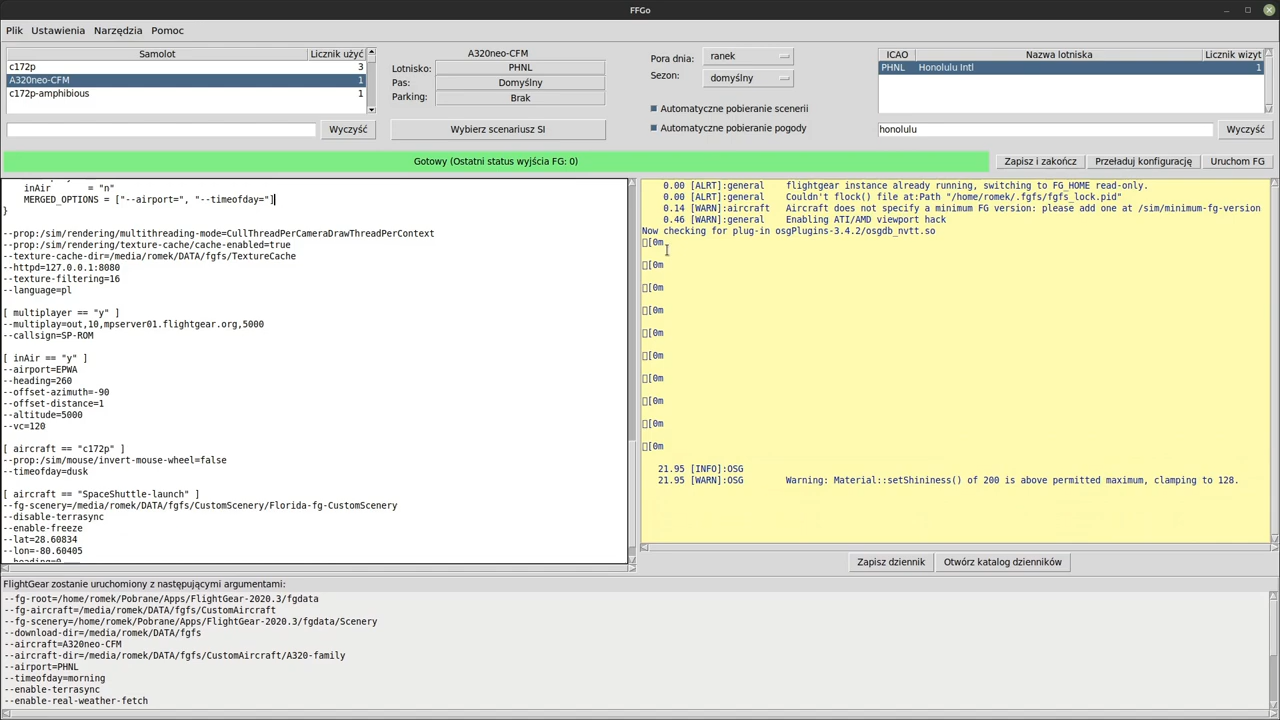 FFGo
Plik Ustawienia Narzędzia Pomoc
Samolot Licznik użyć
c172p 3
A320neo-CFM 1
c172p-amphibious 1
Wyczyść
A320neo-CFM
Lotnisko: PHNL
Pas: Domyślny
Parking: Brak
Wybierz scenariusz SI
Pora dnia: ranek
Sezon: domyślny
Automatyczne pobieranie scenerii
Automatyczne pobieranie pogody
ICAO Nazwa lotniska Licznik wizyt
PHNL Honolulu Intl 1
honolulu Wyczyść
Gotowy (Ostatni status wyjścia FG: 0)
Zapisz i zakończ Przeładuj konfigurację Uruchom FG
inAir = "n"
MERGED_OPTIONS = ["--airport=", "--timeofday="]
}
--prop:/sim/rendering/multithreading-mode=CullThreadPerCameraDrawThreadPerContext
--prop:/sim/rendering/texture-cache/cache-enabled=true
--texture-cache-dir=/media/romek/DATA/fgfs/TextureCache
--httpd=127.0.0.1:8080
--texture-filtering=16
--language=pl
[ multiplayer == "y" ]
--multiplay=out,10,mpserver01.flightgear.org,5000
--callsign=SP-ROM
[ inAir == "y" ]
--airport=EPWA
--heading=260
--offset-azimuth=-90
--offset-distance=1
--altitude=5000
--vc=120
[ aircraft == "c172p" ]
--prop:/sim/mouse/invert-mouse-wheel=false
--timeofday=dusk
[ aircraft == "SpaceShuttle-launch" ]
--fg-scenery=/media/romek/DATA/fgfs/CustomScenery/Florida-fg-CustomScenery
--disable-terrasync
--enable-freeze
--lat=28.60834
--lon=-80.60405
0.00 [ALRT]:general flightgear instance already running, switching to FG_HOME read-only.
0.00 [ALRT]:general Couldn't flock() file at:Path "/home/romek/.fgfs/fgfs_lock.pid"
0.14 [WARN]:general Aircraft does not specify a minimum FG version: please add one at /sim/minimum-fg-version
0.46 [WARN]:general Enabling ATI/AMD viewport hack
Now checking for plug-in osgPlugins-3.4.2/osgdb_nvtt.so
[0m
[0m
[0m
[0m
[0m
[0m
[0m
[0m
[0m
[0m
21.95 [INFO]:OSG
21.95 [WARN]:OSG Warning: Material::setShininess() of 200 is above permitted maximum, clamping to 128.
Zapisz dziennik Otwórz katalog dzienników
FlightGear zostanie uruchomiony z następującymi argumentami:
--fg-root=/home/romek/Pobrane/Apps/FlightGear-2020.3/fgdata
--fg-aircraft=/media/romek/DATA/fgfs/CustomAircraft
--fg-scenery=/home/romek/Pobrane/Apps/FlightGear-2020.3/fgdata/Scenery
--download-dir=/media/romek/DATA/fgfs
--aircraft=A320neo-CFM
--aircraft-dir=/media/romek/DATA/fgfs/CustomAircraft/A320-family
--airport=PHNL
--timeofday=morning
--enable-terrasync
--enable-real-weather-fetch